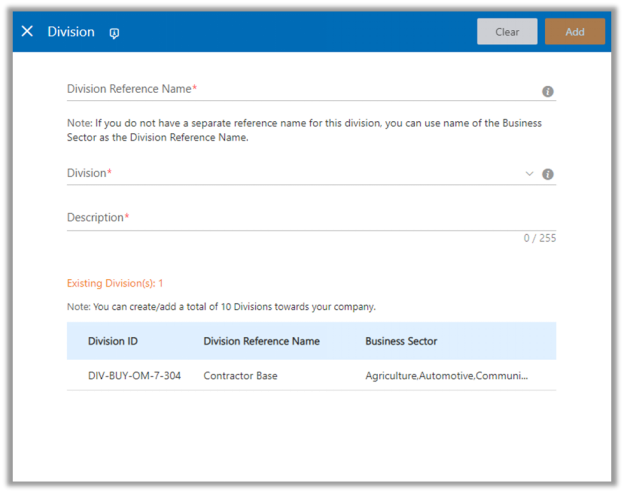 Division
Clear
Add
Division Reference Name*
Note: If you do not have a separate reference name for this division, you can use name of the Business
Sector as the Division Reference Name.
Division*
Description*
0 / 255
Existing Division(s): 1
Note: You can create/add a total of 10 Divisions towards your company.
Division ID Division Reference Name Business Sector
DIV-BUY-OM-7-304 Contractor Base Agriculture,Automotive,Communi...